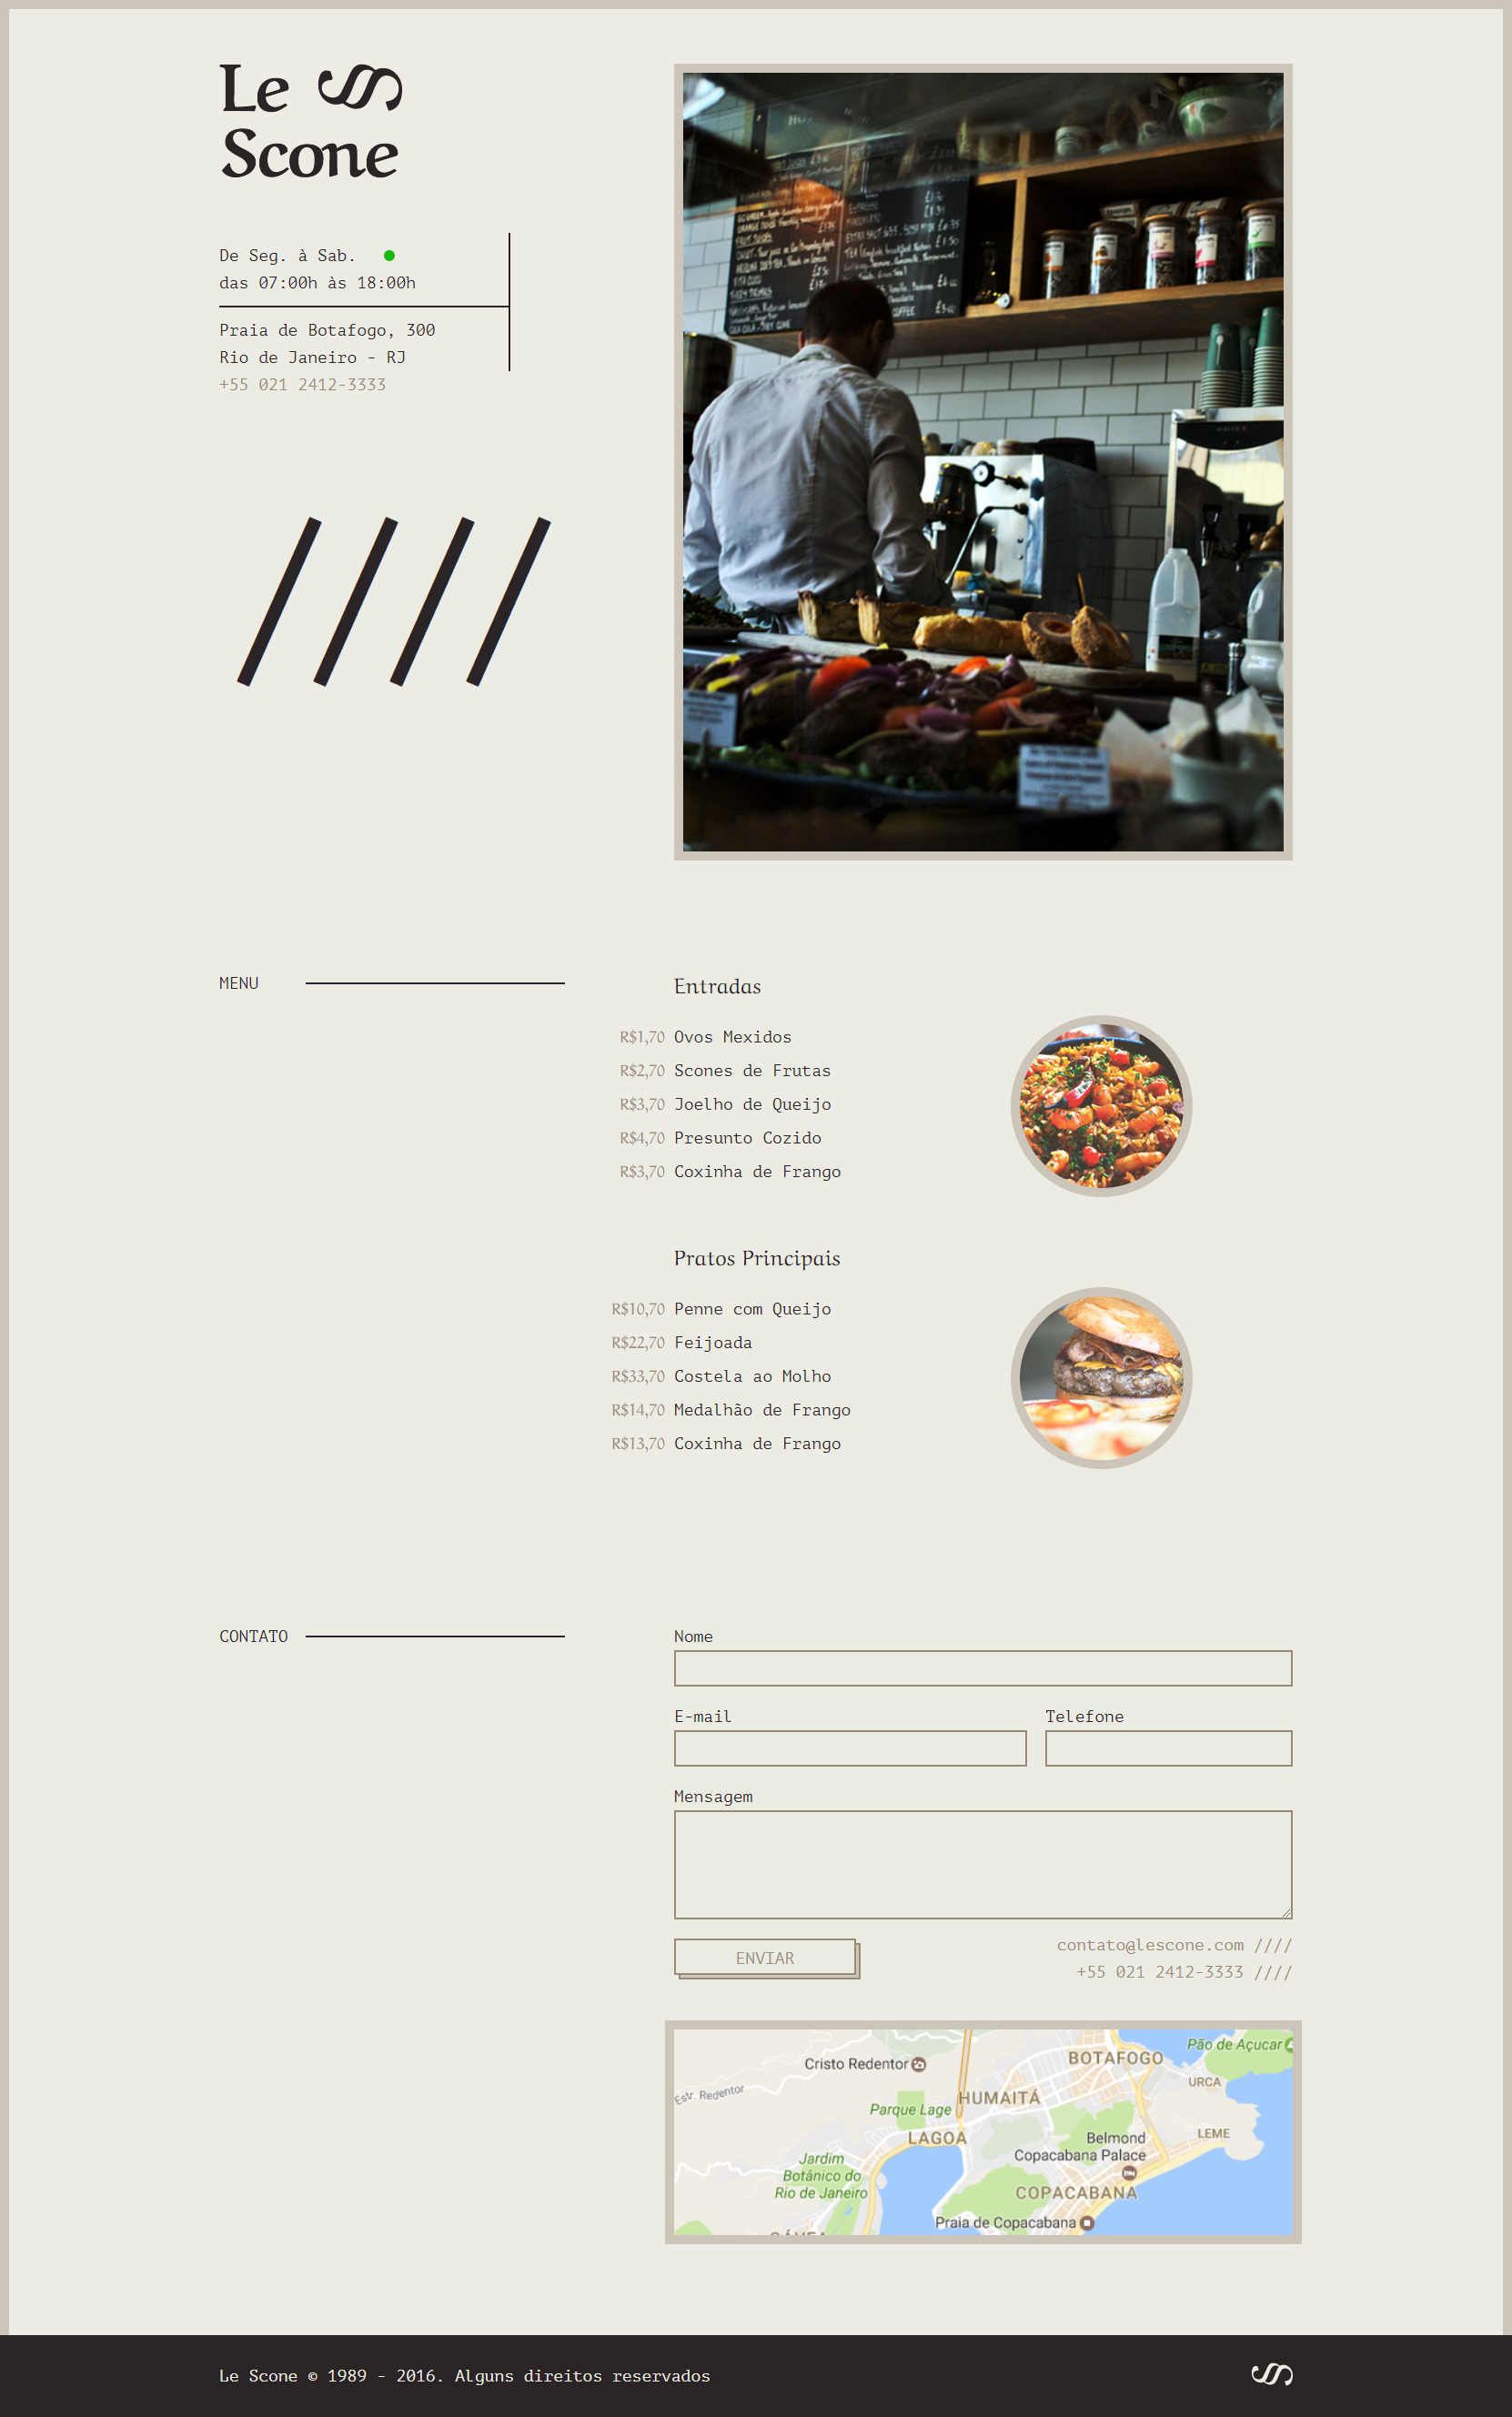 Le
Scone
De Seg. à Sab.
das 07:00h às 18:00h
Praia de Botafogo, 300
Rio de Janeiro - RJ
+55 021 2412-3333
MENU
Entradas
R$1,70 Ovos Mexidos
R$2,70 Scones de Frutas
R$3,70 Joelho de Queijo
R$4,70 Presunto Cozido
R$3,70 Coxinha de Frango
Pratos Principais
R$10,70 Penne com Queijo
R$22,70 Feijoada
R$33,70 Costela ao Molho
R$14,70 Medalhão de Frango
R$13,70 Coxinha de Frango
CONTATO
Nome
E-mail Telefone
Mensagem
ENVIAR
contato@lescone.com ////
+55 021 2412-3333 ////
Pão de Açucar
BOTAFOGO
Cristo Redentor
URCA
Estr. Redentor
HUMAITÁ
Parque Lage
LAGOA
LEME
Belmond
Copacabana Palace
Jardim
Botânico do
Rio de Janeiro
COPACABANA
Praia de Copacabana
Le Scone © 1989 - 2016. Alguns direitos reservados